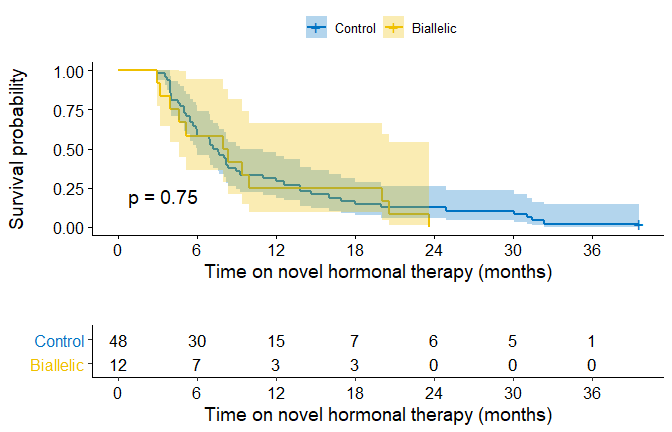 Control Biallelic
Survival probability
1.00
0.75
0.50
0.25
0.00
p = 0.75
0 6 12 18 24 30 36
Time on novel hormonal therapy (months)
Control 48 30 15 7 6 5 1
Biallelic 12 7 3 3 0 0 0
0 6 12 18 24 30 36
Time on novel hormonal therapy (months)